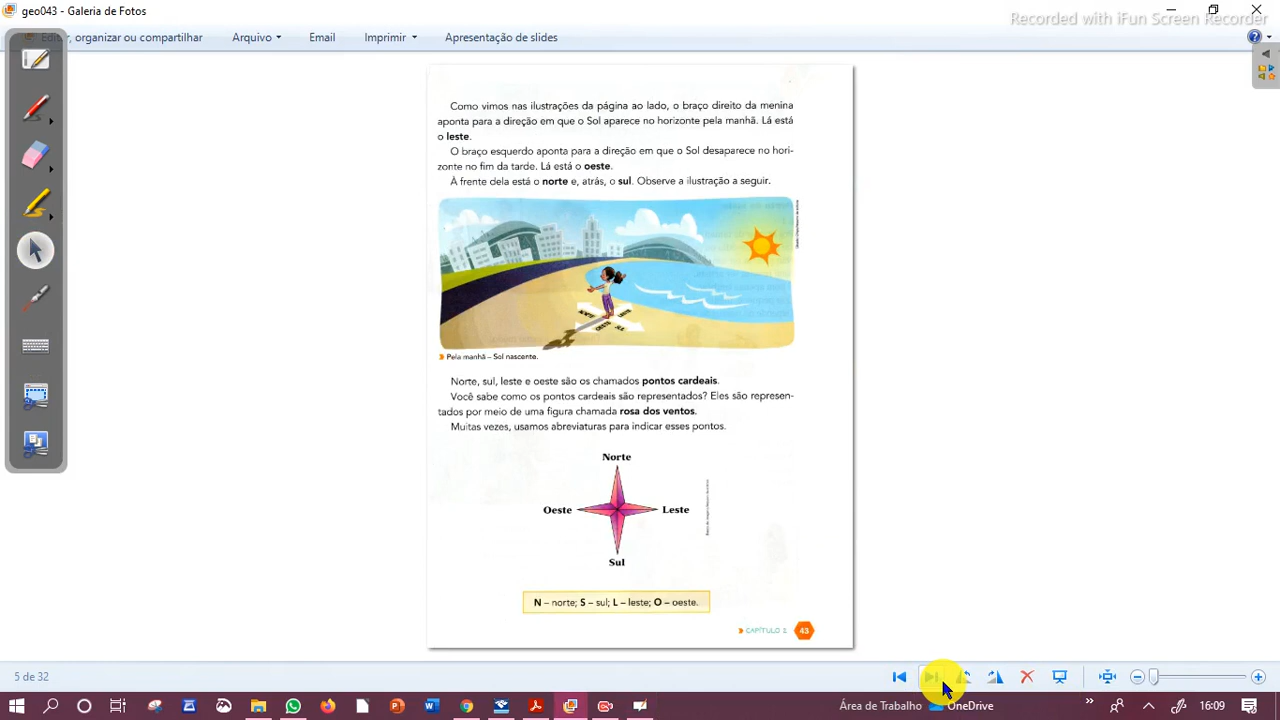 geo043 - Galeria de Fotos
Recorded with iFun Screen Recorder
Editar, organizar ou compartilhar Arquivo Email Imprimir Apresentação de slides
Como vimos nas ilustrações da página ao lado, o braço direito da menina
aponta para a direção em que o Sol aparece no horizonte pela manhã. Lá está
o leste.
O braço esquerdo aponta para a direção em que o Sol desaparece no hori-
zonte no fim da tarde. Lá está o oeste.
À frente dela está o norte e, atrás, o sul. Observe a ilustração a seguir.
NORTE
LESTE
OESTE
SUL
Pela manhã – Sol nascente.
Norte, sul, leste e oeste são os chamados pontos cardeais.
Você sabe como os pontos cardeais são representados? Eles são represen-
tados por meio de uma figura chamada rosa dos ventos.
Muitas vezes, usamos abreviaturas para indicar esses pontos.
Norte
Oeste Leste
Sul
N – norte; S – sul; L – leste; O – oeste.
CAPÍTULO 2 43
5 de 32
Área de Trabalho OneDrive 16:09